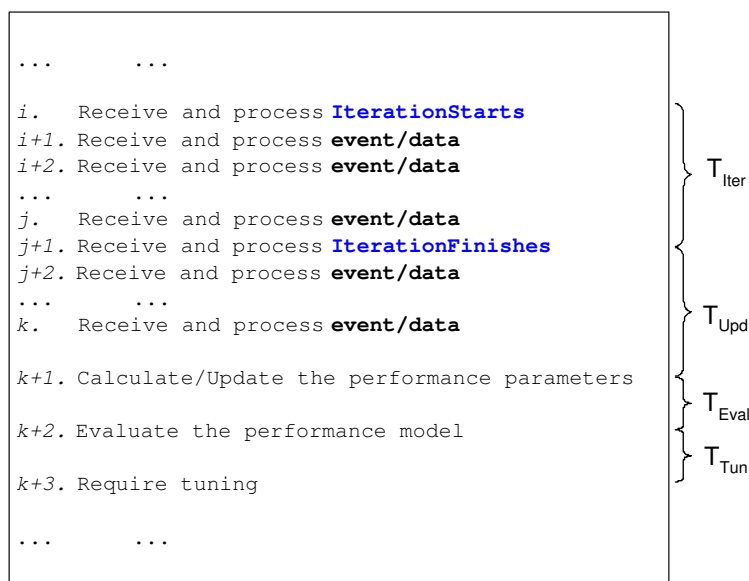 ... ...
i. Receive and process IterationStarts
i+1. Receive and process event/data
i+2. Receive and process event/data
... ...
j. Receive and process event/data
j+1. Receive and process IterationFinishes
j+2. Receive and process event/data
... ...
k. Receive and process event/data
k+1. Calculate/Update the performance parameters
k+2. Evaluate the performance model
k+3. Require tuning
... ...
TIter
TUpd
TEval
TTun